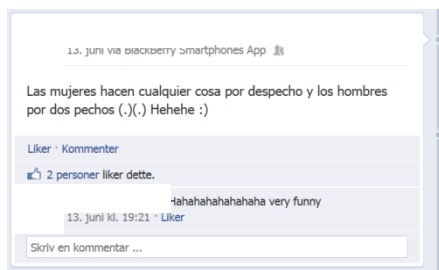 13. juni via BlackBerry Smartphones App
Las mujeres hacen cualquier cosa por despecho y los hombres
por dos pechos (.)(.) Hehehe :)
Liker · Kommenter
2 personer liker dette.
Hahahahahahahaha very funny
13. juni kl. 19:21 · Liker
Skriv en kommentar ...